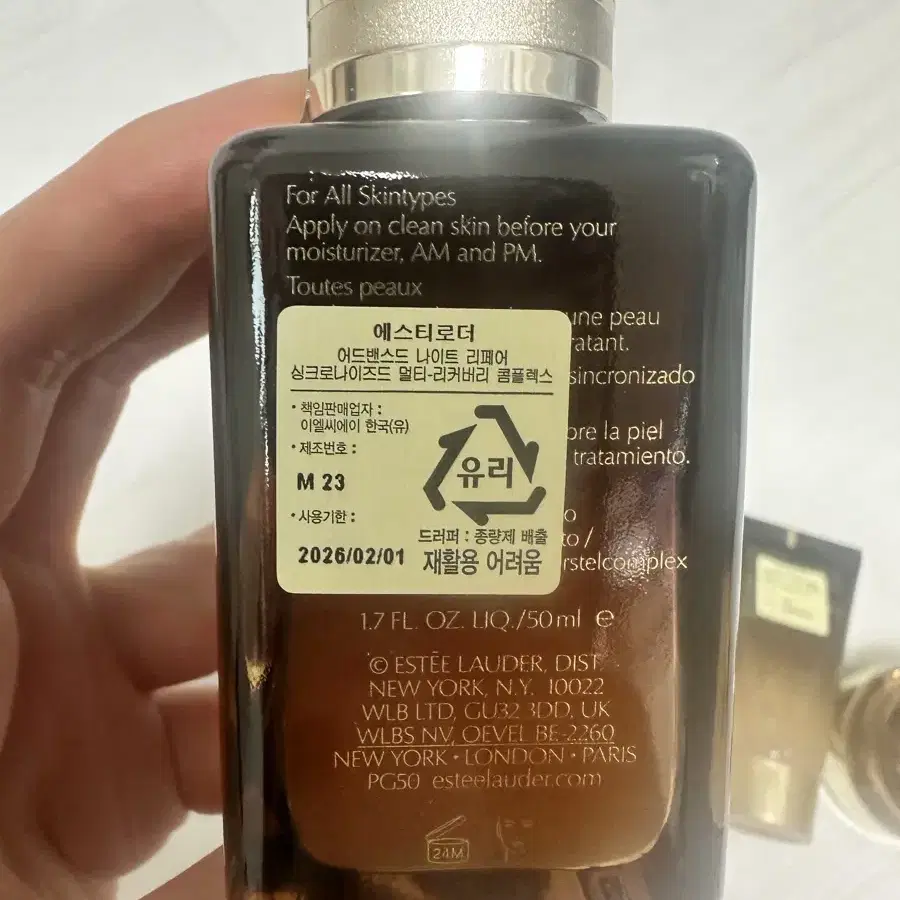 For All Skintypes
Apply on clean skin before your
moisturizer, AM and PM.
Toutes peaux
une peau
sincronizado
bre la piel
tratamiento.
에스티로더
어드밴스드 나이트 리페어
싱크로나이즈드 멀티-리커버리 콤플렉스
• 책임판매업자 :
이엘씨에이 한국(유)
• 제조번호 :
M 23
• 사용기한 :
2026/02/01
유리
드러퍼 : 종량제 배출
재활용 어려움
1.7 FL. OZ. LIQ./50 ml ℮
© ESTĒE LAUDER, DIST.
NEW YORK, N.Y. 10022
WLB LTD, GU32 3DD, UK
WLBS NV, OEVEL BE-2260
NEW YORK • LONDON • PARIS
PG50 esteelauder.com
24M